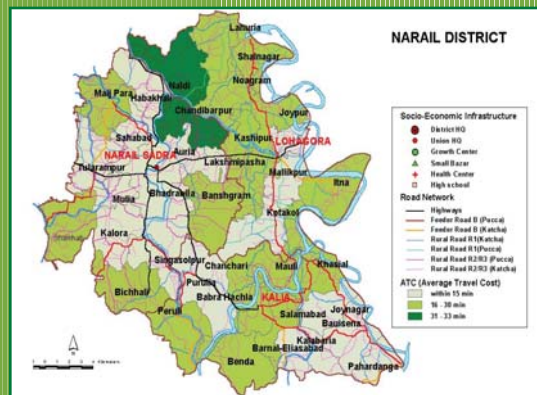 NARAIL DISTRICT
Lahuria
Shalnagar
Noagram
Naldi
Maij Para
Habakhali
Chandibarpur
Joypur
Sahabad
Kashipur
LOHAGORA
Auria
NARAIL SADRA
Lakshmipasha
Tularampur
Mallikpur
Bhadraailla
Itna
Mulia
Banshgram
Kotakol
Kalora
Singasolpur
Chanchari
Mauli
Khasial
Bichhali
Purulia
Babra Hachla
KALIA
Peruli
Salamabad
Joynagar
Bauisena
Kalabaria
Benda
Barnal-Eliasabad
Pahardanga
N
Socio-Economic Infrastructure
District HQ
Union HQ
Growth Center
Small Bazar
Health Center
High school
Road Network
Highways
Feeder Road B (Pucca)
Feeder Road B (Katcha)
Rural Road R1(Katcha)
Rural Road R1(Pucca)
Rural Road R2/R3 (Pucca)
Rural Road R2/R3 (Katcha)
ATC (Average Travel Cost)
within 15 min
16 - 30 min
31 - 33 min